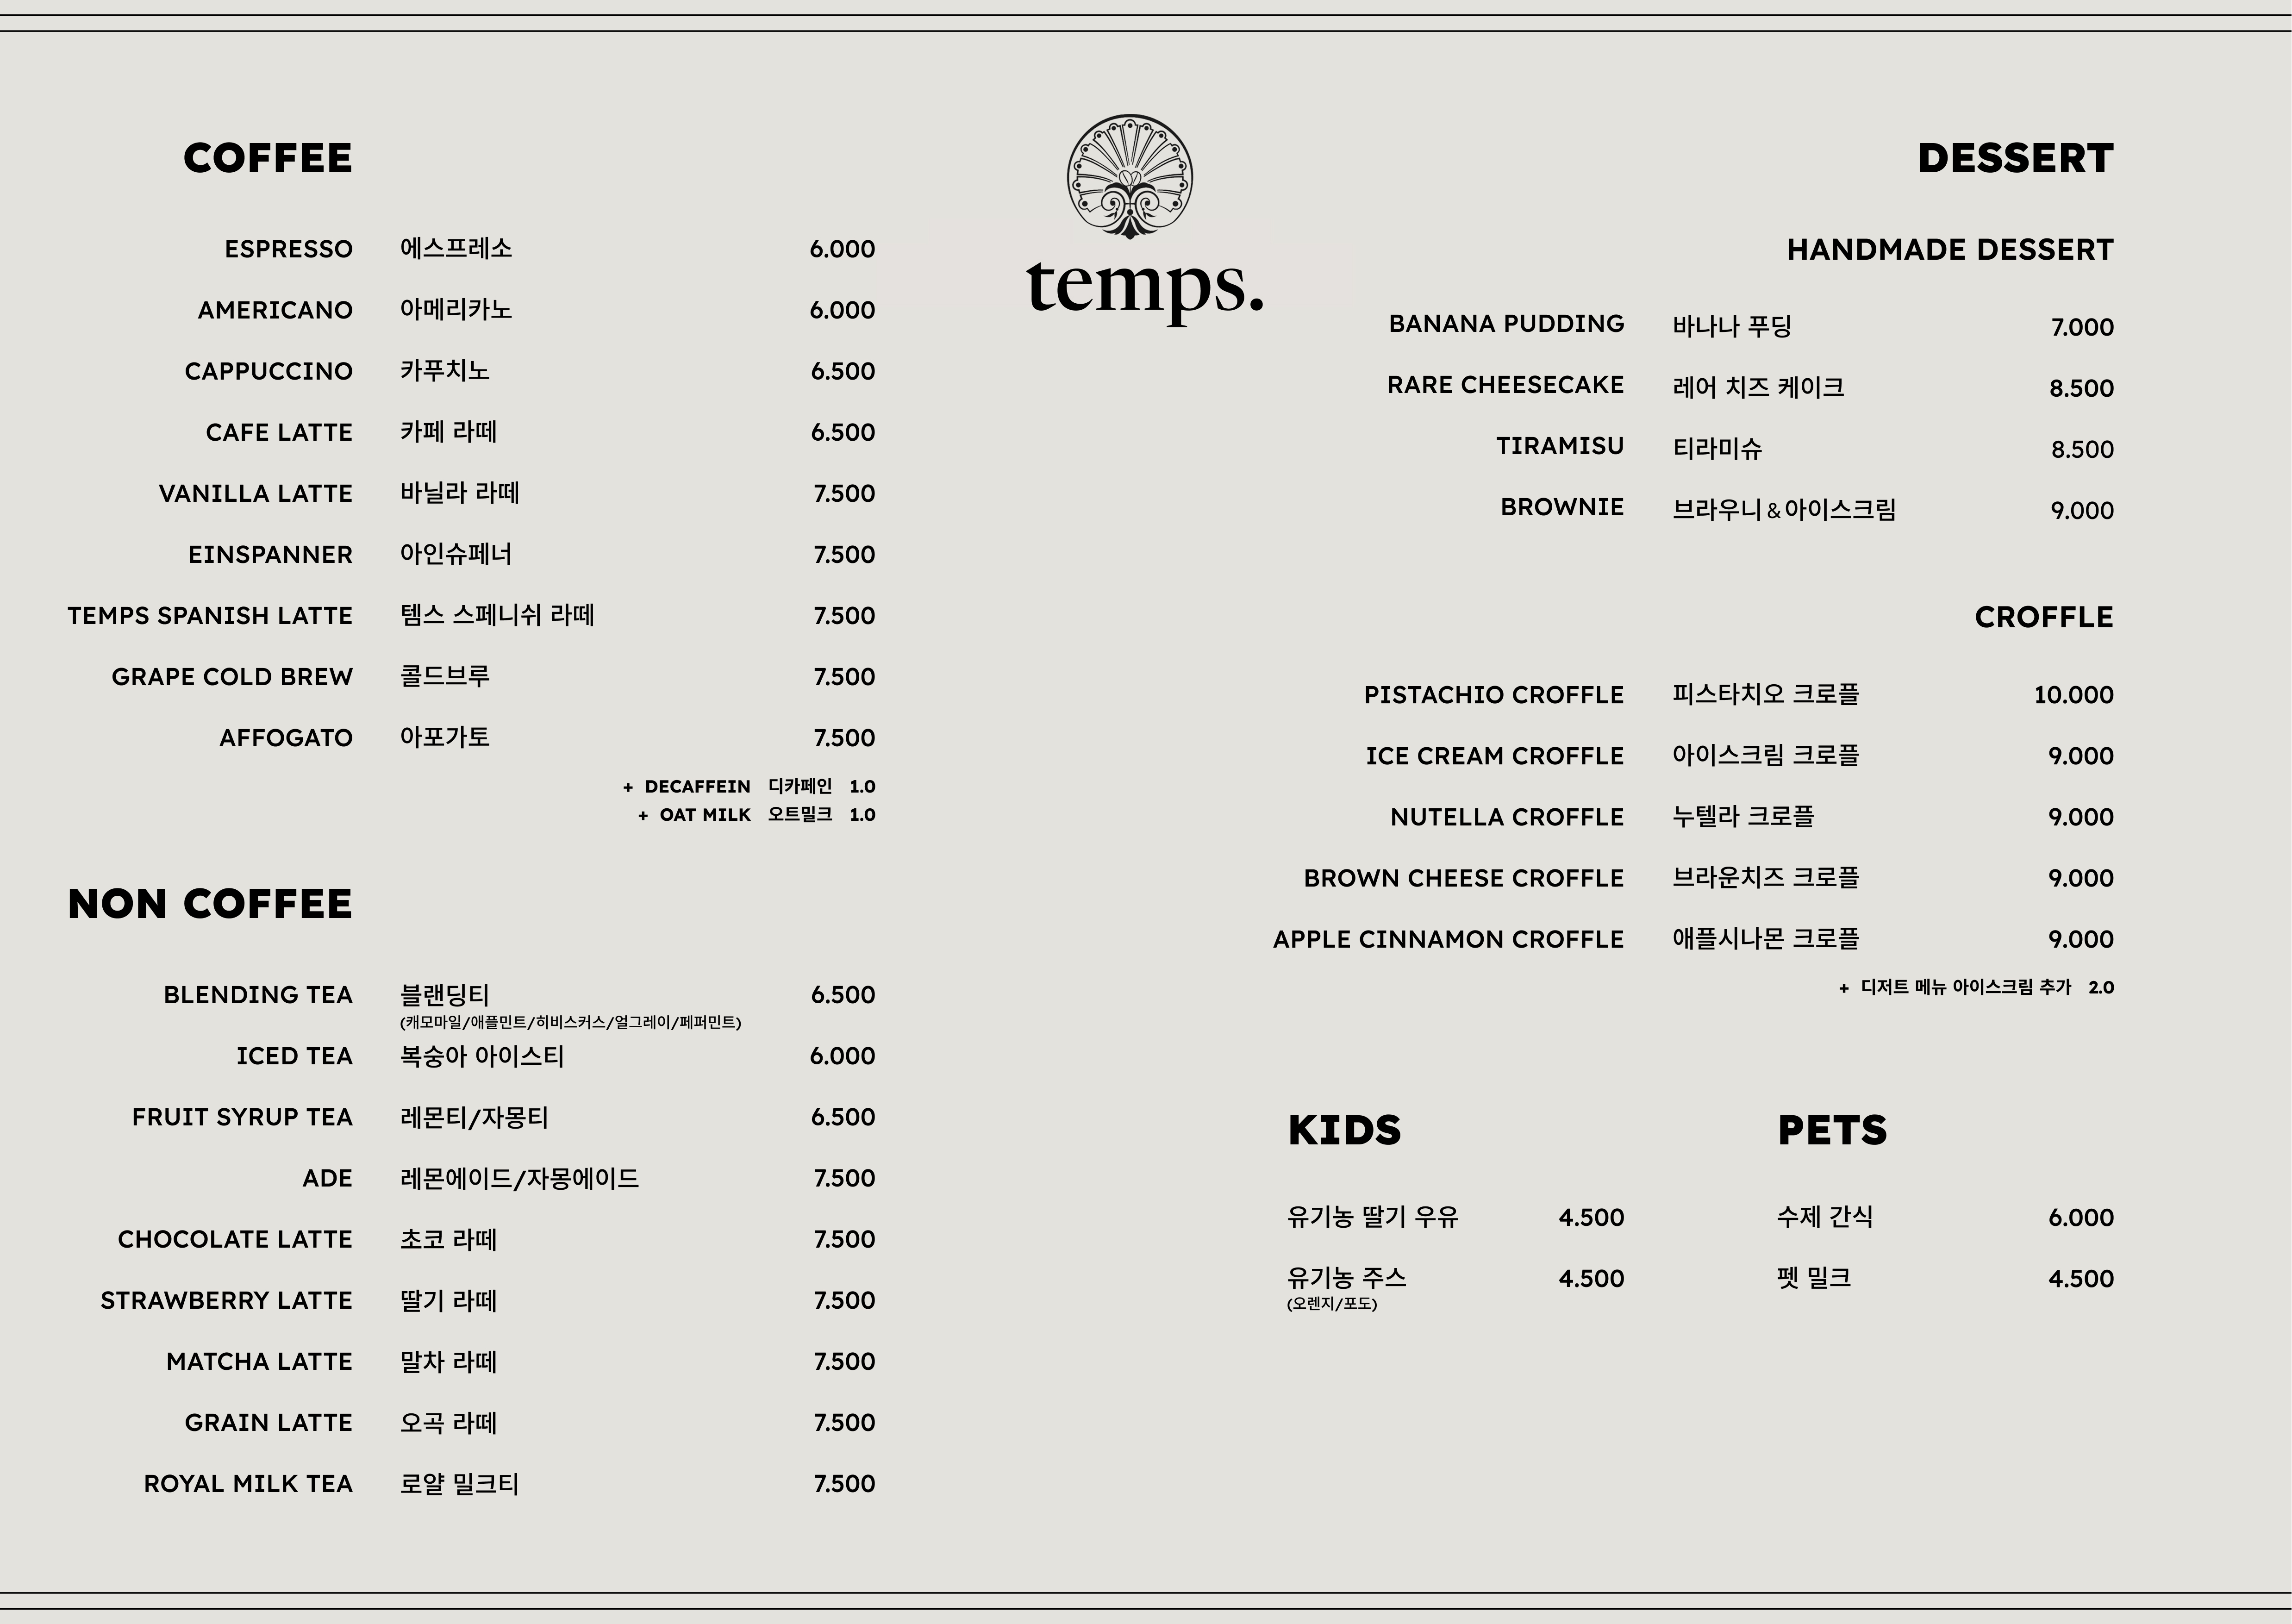 COFFEE
ESPRESSO 에스프레소 6.000
AMERICANO 아메리카노 6.000
CAPPUCCINO 카푸치노 6.500
CAFE LATTE 카페 라떼 6.500
VANILLA LATTE 바닐라 라떼 7.500
EINSPANNER 아인슈페너 7.500
TEMPS SPANISH LATTE 템스 스페니쉬 라떼 7.500
GRAPE COLD BREW 콜드브루 7.500
AFFOGATO 아포가토 7.500
+ DECAFFEIN 디카페인 1.0
+ OAT MILK 오트밀크 1.0
NON COFFEE
BLENDING TEA 블랜딩티 6.500
(캐모마일/애플민트/히비스커스/얼그레이/페퍼민트)
ICED TEA 복숭아 아이스티 6.000
FRUIT SYRUP TEA 레몬티/자몽티 6.500
ADE 레몬에이드/자몽에이드 7.500
CHOCOLATE LATTE 초코 라떼 7.500
STRAWBERRY LATTE 딸기 라떼 7.500
MATCHA LATTE 말차 라떼 7.500
GRAIN LATTE 오곡 라떼 7.500
ROYAL MILK TEA 로얄 밀크티 7.500
temps.
DESSERT
HANDMADE DESSERT
BANANA PUDDING 바나나 푸딩 7.000
RARE CHEESECAKE 레어 치즈 케이크 8.500
TIRAMISU 티라미슈 8.500
BROWNIE 브라우니&아이스크림 9.000
CROFFLE
PISTACHIO CROFFLE 피스타치오 크로플 10.000
ICE CREAM CROFFLE 아이스크림 크로플 9.000
NUTELLA CROFFLE 누텔라 크로플 9.000
BROWN CHEESE CROFFLE 브라운치즈 크로플 9.000
APPLE CINNAMON CROFFLE 애플시나몬 크로플 9.000
+ 디저트 메뉴 아이스크림 추가 2.0
KIDS
유기농 딸기 우유 4.500
유기농 주스 4.500
(오렌지/포도)
PETS
수제 간식 6.000
펫 밀크 4.500